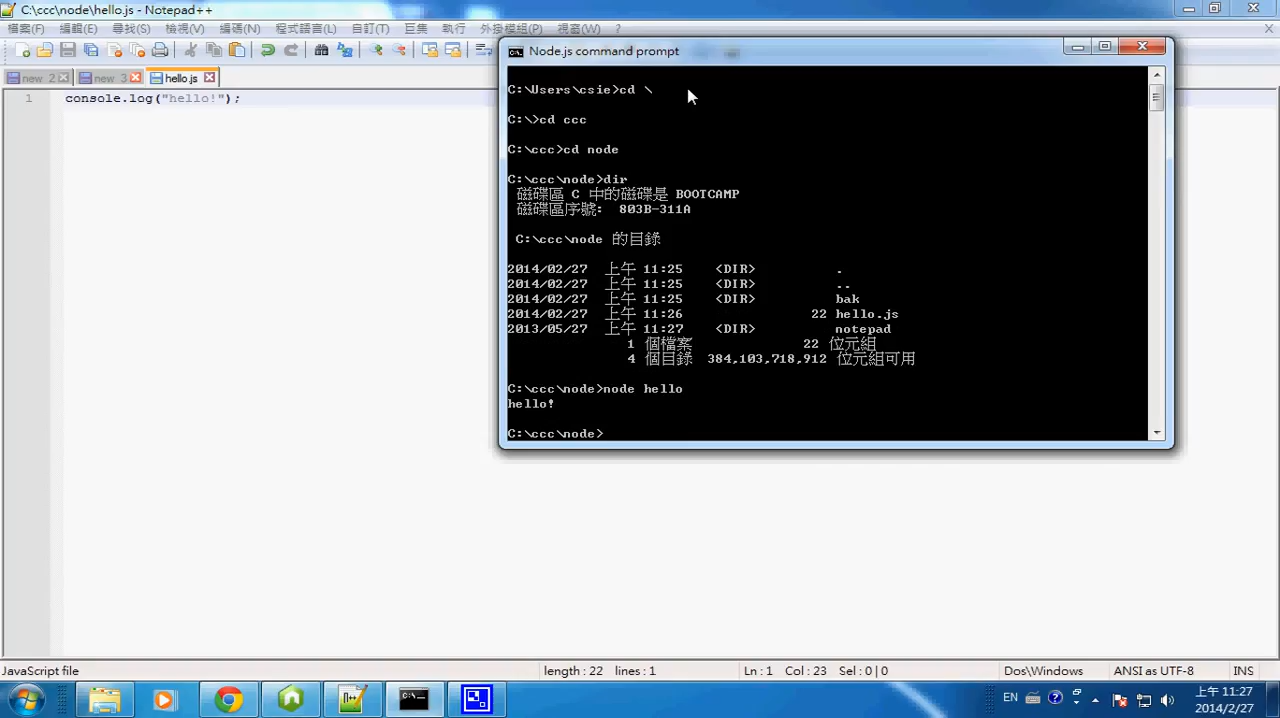 C:\ccc\node\hello.js - Notepad++
檔案(F) 編輯(E) 尋找(S) 檢視(V) 編碼(N) 程式語言(L) 自訂(T) 巨集 執行 外掛模組(P) 視窗(W) ?
new 2 new 3 hello.js
1 console.log("hello!");
Node.js command prompt
C:\Users\csie>cd \
C:\>cd ccc
C:\ccc>cd node
C:\ccc\node>dir
磁碟區 C 中的磁碟是 BOOTCAMP
磁碟區序號: 803B-311A
C:\ccc\node 的目錄
2014/02/27 上午 11:25 <DIR> .
2014/02/27 上午 11:25 <DIR> ..
2014/02/27 上午 11:25 <DIR> bak
2014/02/27 上午 11:26 22 hello.js
2013/05/27 上午 11:27 <DIR> notepad
1 個檔案 22 位元組
4 個目錄 384,103,718,912 位元組可用
C:\ccc\node>node hello
hello!
C:\ccc\node>
JavaScript file length : 22 lines : 1 Ln : 1 Col : 23 Sel : 0 | 0 Dos\Windows ANSI as UTF-8 INS
EN 上午 11:27
2014/2/27